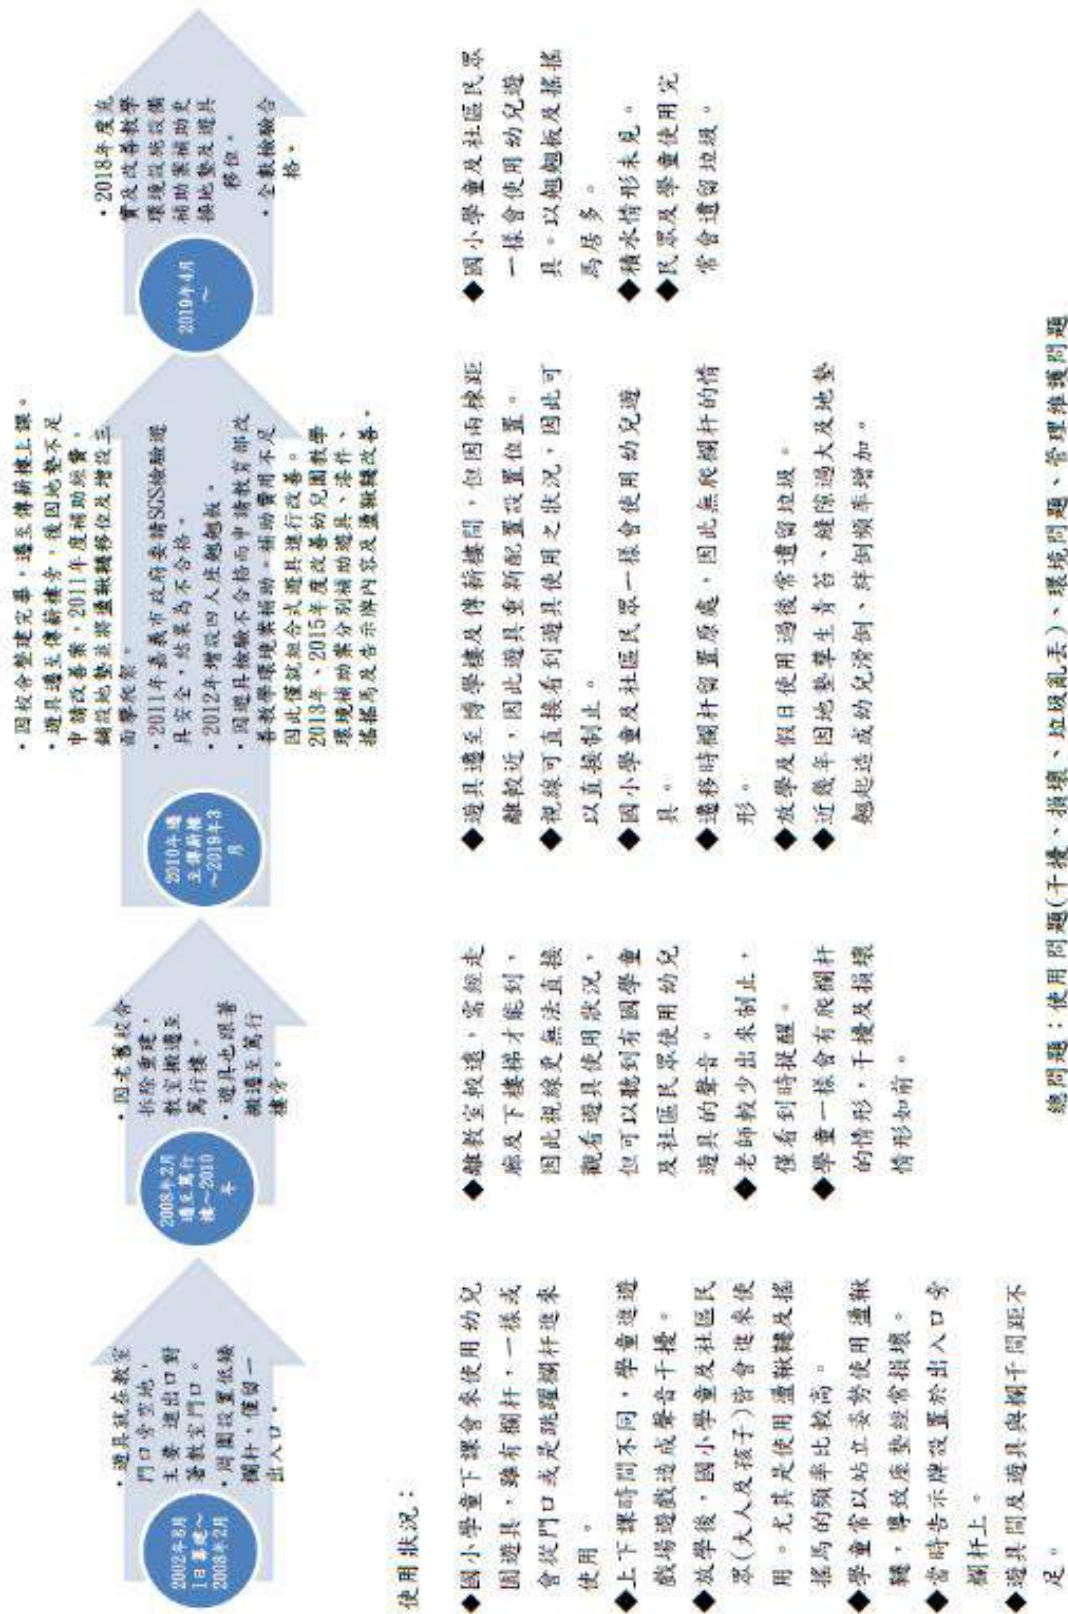 2002年8月
1日籌建～
2008年2月
・遊具就在教室
門口旁空地，
主要 進出口對
著教室門口。
・周圍設置低矮
欄杆，僅留一
出入口。
2008年2月
遷至篤行
樓～2010
年
・因老舊校舍
拆除重建，
教室搬遷至
篤行樓。
・遊具也跟著
搬遷至篤行
樓旁。
2010年遷
至傳薪樓
～2019年3
月
・因校舍整建完畢，遷至傳薪樓上課。
・遊具遷至傳薪樓旁，後因地墊不足
申請改善案，2011年度補助經費，
鋪設地墊並將盪鞦韆移位及增設三
面攀爬架。
・2011年嘉義市政府委請SGS檢驗遊
具安全，結果為不合格。
・2012年增設四人座翹翹板。
・因遊具檢驗不合格而申請教育部改
善教學環境案補助。補助費用不足
因此僅就組合式遊具進行改善。
2013年、2015年度改善幼兒園教學
環境補助案分別補助遊具、零件、
搖馬及告示牌內容及盪鞦韆改善。
2019年4月
～
・2018年度充
實及改善教學
環境設施設備
補助案補助更
換地墊及遊具
移位。
・全數檢驗合
格。
使用狀況：
◆國小學童下課會來使用幼兒
園遊具，雖有欄杆，一樣或
會從門口或是跳躍欄杆進來
使用。
◆上下課時間不同，學童進遊
戲場遊戲造成聲音干擾。
◆放學後，國小學童及社區民
眾(大人及孩子)皆會進來使
用。尤其是使用盪鞦韆及搖
搖馬的頻率比較高。
◆學童常以站立姿勢使用盪鞦
韆，導致座墊經常損壞。
◆當時告示牌設置於出入口旁
欄杆上。
◆遊具間及遊具與欄干間距不
足。
◆離教室較遠，需經走
廊及下樓梯才能到，
因此視線更無法直接
觀看遊具使用狀況，
但可以聽到有國學童
及社區民眾使用幼兒
遊具的聲音。
◆老師較少出來制止，
僅看到時提醒。
◆學童一樣會有爬欄杆
的情形，干擾及損壞
情形如前。
◆遊具遷至博學樓及傳薪樓間，但因兩棟距
離較近，因此遊具重新配置設置位置。
◆視線可直接看到遊具使用之狀況，因此可
以直接制止。
◆國小學童及社區民眾一樣會使用幼兒遊
具。
◆遷移時欄杆留置原處，因此無爬欄杆的情
形。
◆放學及假日使用過後常遺留垃圾。
◆近幾年因地墊孳生青苔、縫隙過大及地墊
翹起造成幼兒滑倒、絆倒頻率增加。
◆國小學童及社區民眾
一樣會使用幼兒遊
具。以翹翹板及搖搖
馬居多。
◆積水情形未見。
◆民眾及學童使用完
常會遺留垃圾。
總問題：使用問題(干擾、損壞、垃圾亂丟)、環境問題、管理維護問題